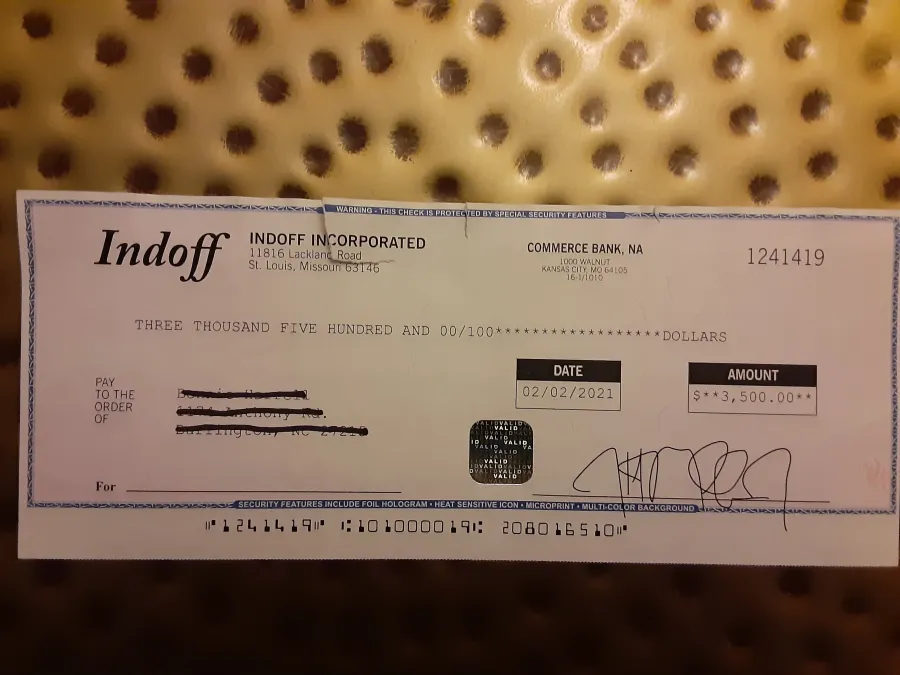 WARNING - THIS CHECK IS PROTECTED BY SPECIAL SECURITY FEATURES
Indoff
INDOFF INCORPORATED
11816 Lackland Road
St. Louis, Missouri 63146
COMMERCE BANK, NA
1000 WALNUT
KANSAS CITY, MO 64105
16-1/1010
1241419
THREE THOUSAND FIVE HUNDRED AND 00/100******************DOLLARS
PAY
TO THE
ORDER
OF
DATE
02/02/2021
AMOUNT
$**3,500.00**
VALID
For
SECURITY FEATURES INCLUDE FOIL HOLOGRAM • HEAT SENSITIVE ICON • MICROPRINT • MULTI-COLOR BACKGROUND
⑈1241419⑈ ⑆101000019⑆ 208016510⑈